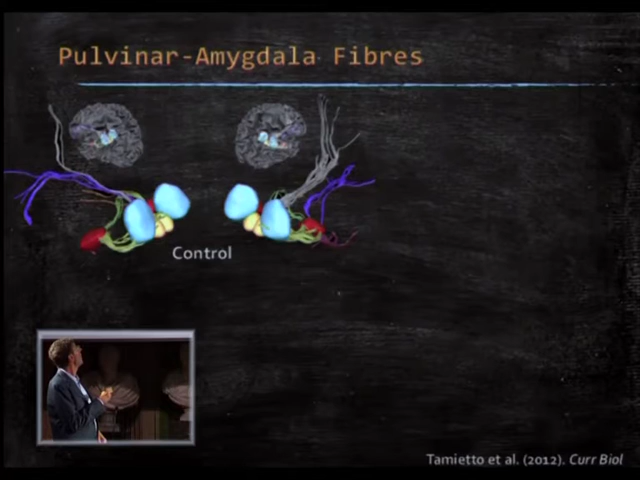 Pulvinar-Amygdala Fibres
Control
Tamietto et al. (2012). Curr Biol